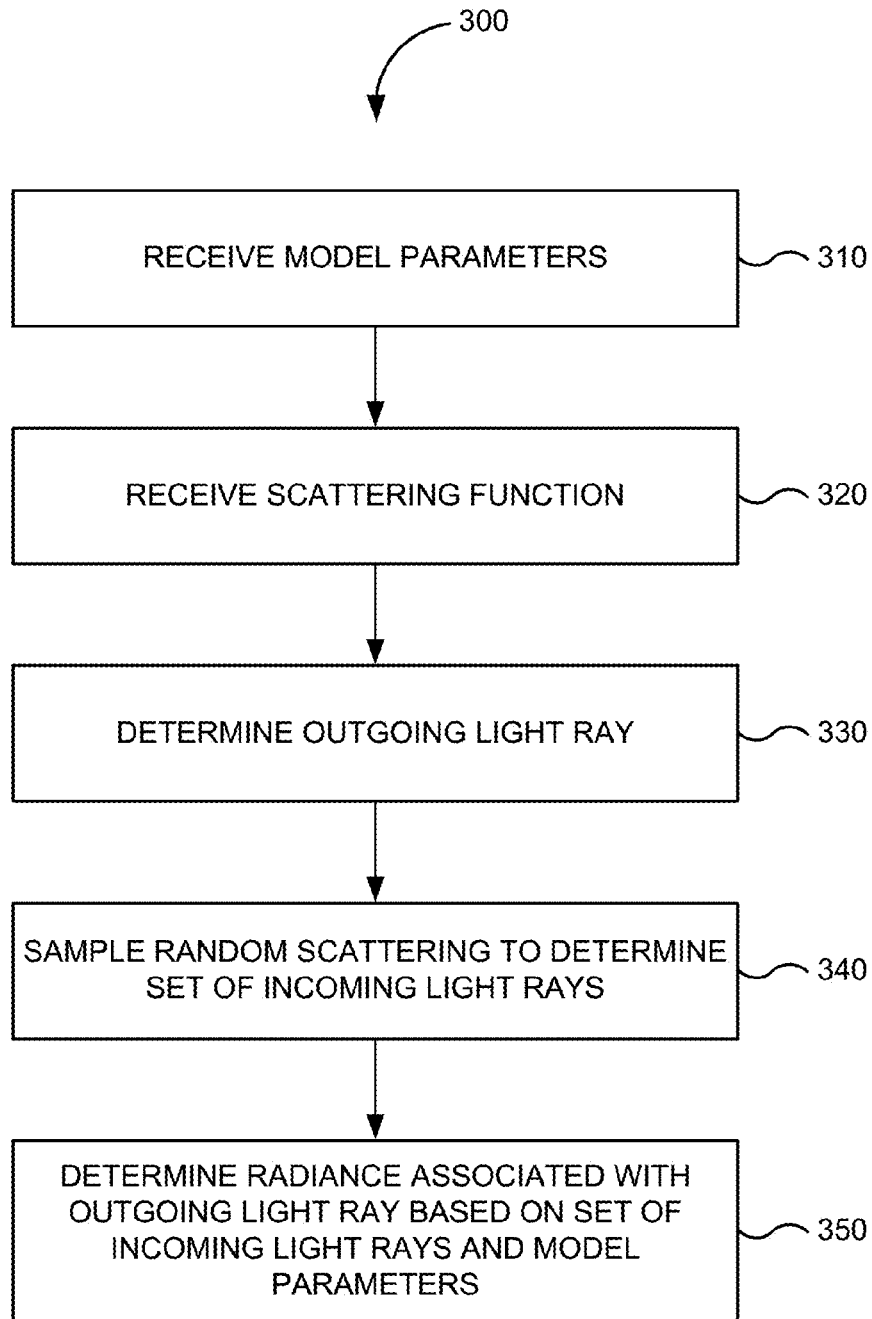 300
RECEIVE MODEL PARAMETERS
310
RECEIVE SCATTERING FUNCTION
320
DETERMINE OUTGOING LIGHT RAY
330
SAMPLE RANDOM SCATTERING TO DETERMINE
SET OF INCOMING LIGHT RAYS
340
DETERMINE RADIANCE ASSOCIATED WITH
OUTGOING LIGHT RAY BASED ON SET OF
INCOMING LIGHT RAYS AND MODEL
PARAMETERS
350